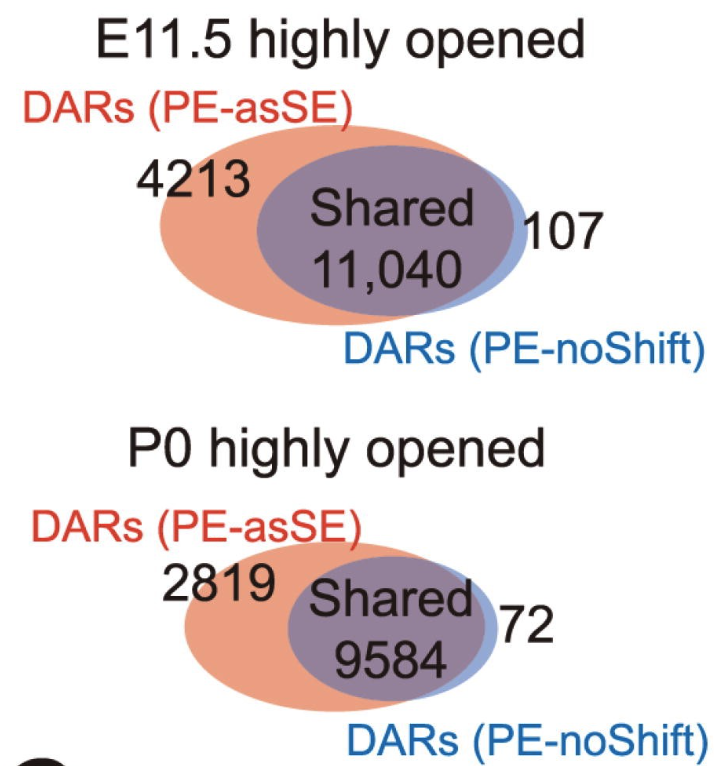 E11.5 highly opened
DARs (PE-asSE)
4213
Shared
107
11,040
DARs (PE-noShift)
P0 highly opened
DARs (PE-asSE)
2819
Shared
72
9584
DARs (PE-noShift)